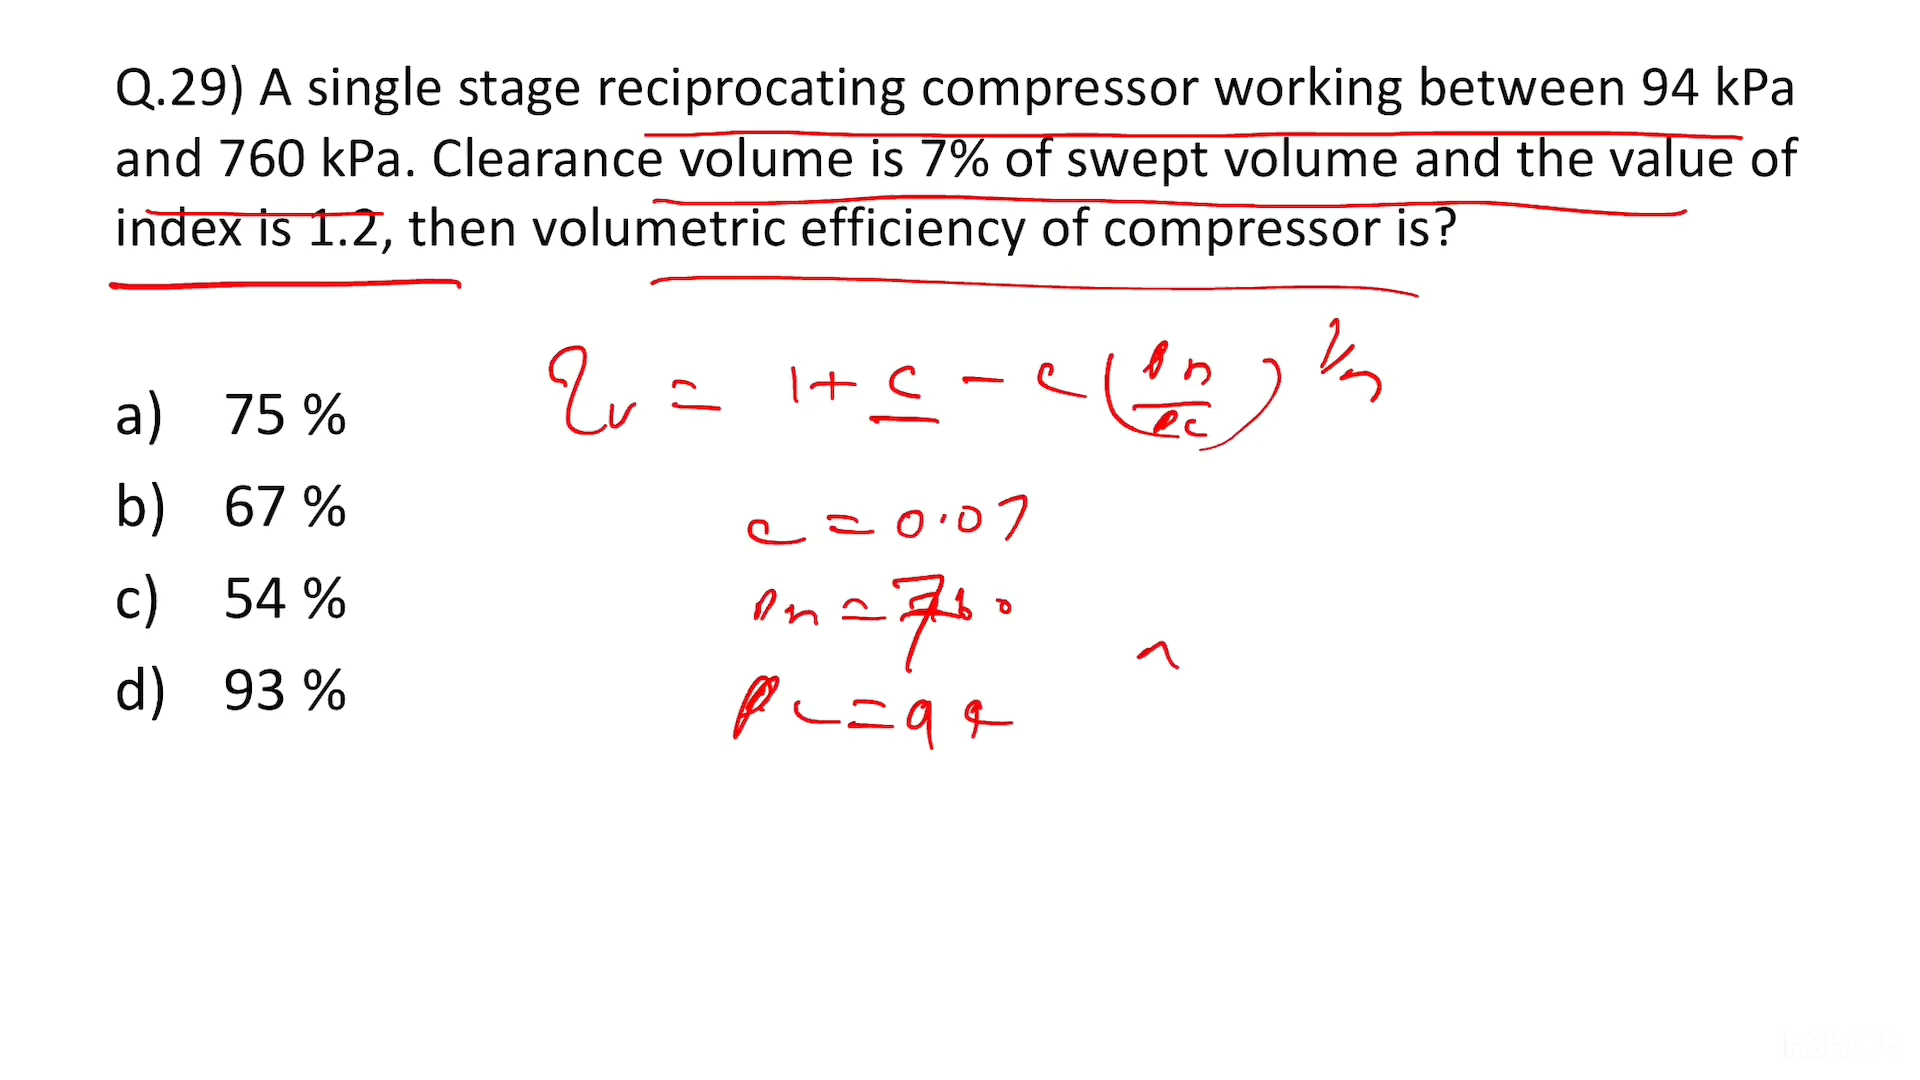 Q.29) A single stage reciprocating compressor working between 94 kPa
and 760 kPa. Clearance volume is 7% of swept volume and the value of
index is 1.2, then volumetric efficiency of compressor is?
ηv = 1 + c - c (Pn/Pc)^1/n
a) 75 %
b) 67 %
c = 0.07
c) 54 %
Pn = 760
n
d) 93 %
Pc = 94